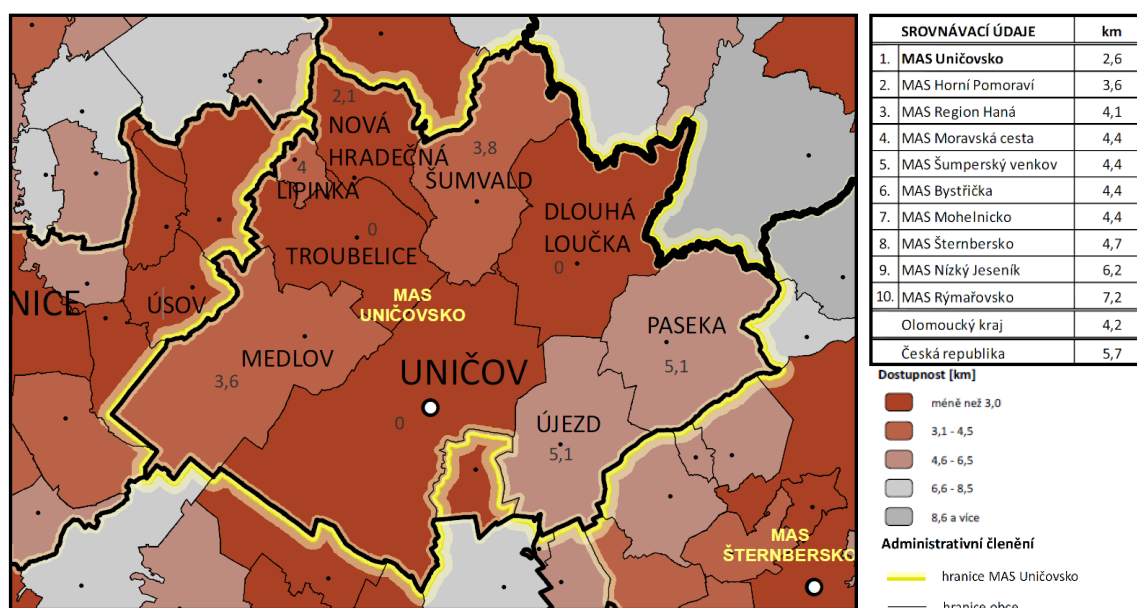 2,1
NOVÁ
HRADEČNÁ
4
LIPINKA
3,8
ŠUMVALD
DLOUHÁ
LOUČKA
0
0
TROUBELICE
NICE
ÚSOV
MAS
UNIČOVSKO
PASEKA
5,1
MEDLOV
3,6
UNIČOV
0
ÚJEZD
5,1
MAS
ŠTERNBERSKO
SROVNÁVACÍ ÚDAJE km
1. MAS Uničovsko 2,6
2. MAS Horní Pomoraví 3,6
3. MAS Region Haná 4,1
4. MAS Moravská cesta 4,4
5. MAS Šumperský venkov 4,4
6. MAS Bystřička 4,4
7. MAS Mohelnicko 4,4
8. MAS Šternbersko 4,7
9. MAS Nízký Jeseník 6,2
10. MAS Rýmařovsko 7,2
Olomoucký kraj 4,2
Česká republika 5,7
Dostupnost [km]
méně než 3,0
3,1 - 4,5
4,6 - 6,5
6,6 - 8,5
8,6 a více
Administrativní členění
hranice MAS Uničovsko
hranice obce